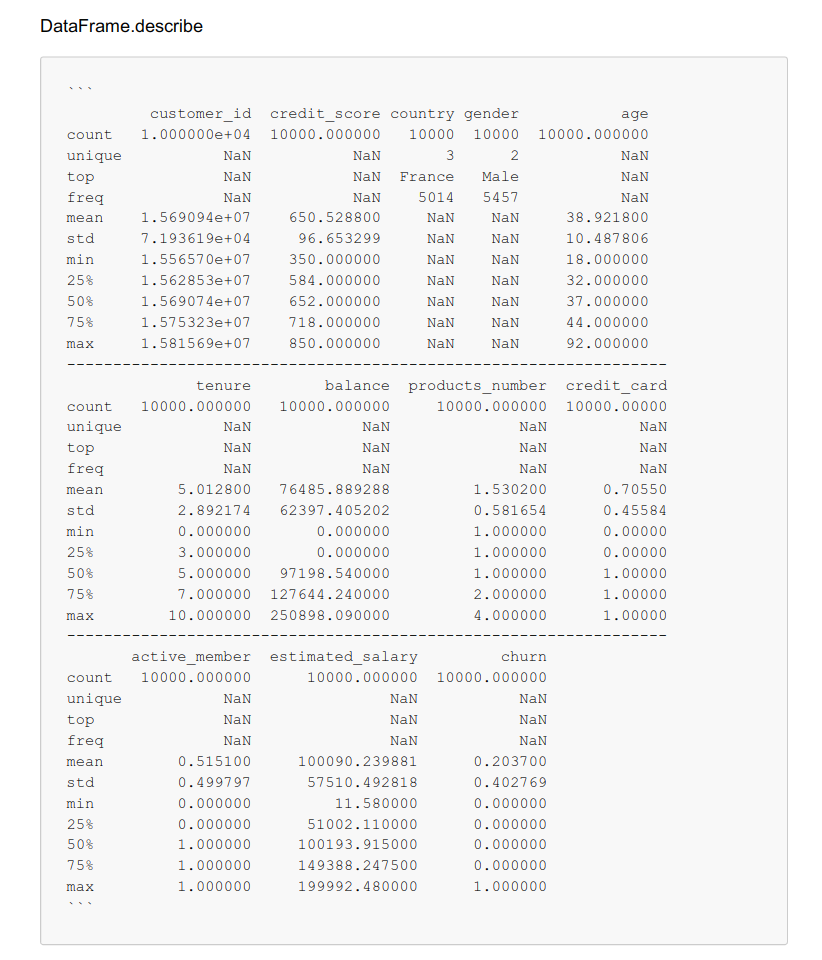 DataFrame.describe
```
         customer_id  credit_score country gender           age
count   1.000000e+04  10000.000000   10000  10000  10000.000000
unique           NaN           NaN       3      2           NaN
top              NaN           NaN  France   Male           NaN
freq             NaN           NaN    5014   5457           NaN
mean    1.569094e+07    650.528800     NaN    NaN     38.921800
std     7.193619e+04     96.653299     NaN    NaN     10.487806
min     1.556570e+07    350.000000     NaN    NaN     18.000000
25%     1.562853e+07    584.000000     NaN    NaN     32.000000
50%     1.569074e+07    652.000000     NaN    NaN     37.000000
75%     1.575323e+07    718.000000     NaN    NaN     44.000000
max     1.581569e+07    850.000000     NaN    NaN     92.000000
-----------------------------------------------------------------
              tenure        balance  products_number  credit_card
count   10000.000000   10000.000000     10000.000000  10000.00000
unique           NaN            NaN              NaN          NaN
top              NaN            NaN              NaN          NaN
freq             NaN            NaN              NaN          NaN
mean        5.012800   76485.889288         1.530200      0.70550
std         2.892174   62397.405202         0.581654      0.45584
min         0.000000       0.000000         1.000000      0.00000
25%         3.000000       0.000000         1.000000      0.00000
50%         5.000000   97198.540000         1.000000      1.00000
75%         7.000000  127644.240000         2.000000      1.00000
max        10.000000  250898.090000         4.000000      1.00000
-----------------------------------------------------------------
       active_member  estimated_salary         churn
count   10000.000000      10000.000000  10000.000000
unique           NaN               NaN           NaN
top              NaN               NaN           NaN
freq             NaN               NaN           NaN
mean        0.515100     100090.239881      0.203700
std         0.499797      57510.492818      0.402769
min         0.000000         11.580000      0.000000
25%         0.000000      51002.110000      0.000000
50%         1.000000     100193.915000      0.000000
75%         1.000000     149388.247500      0.000000
max         1.000000     199992.480000      1.000000
```